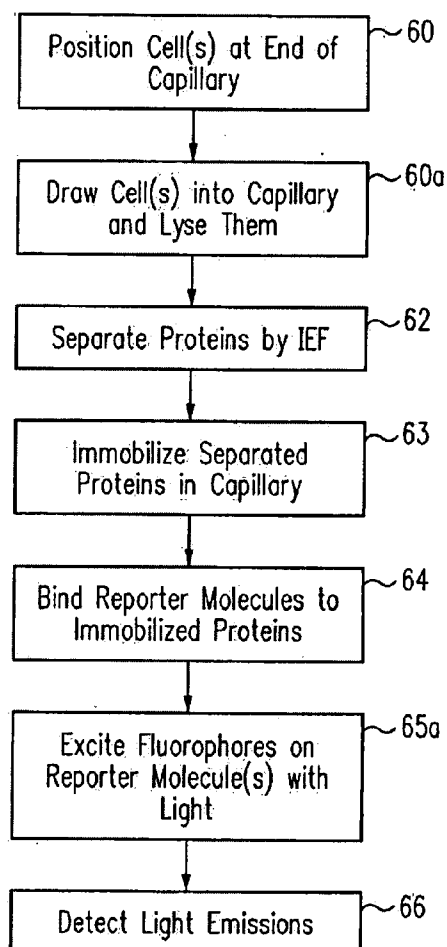 Position Cell(s) at End of
Capillary
60
Draw Cell(s) into Capillary
and Lyse Them
60a
Separate Proteins by IEF
62
Immobilize Separated
Proteins in Capillary
63
Bind Reporter Molecules to
Immobilized Proteins
64
Excite Fluorophores on
Reporter Molecule(s) with
Light
65a
Detect Light Emissions
66